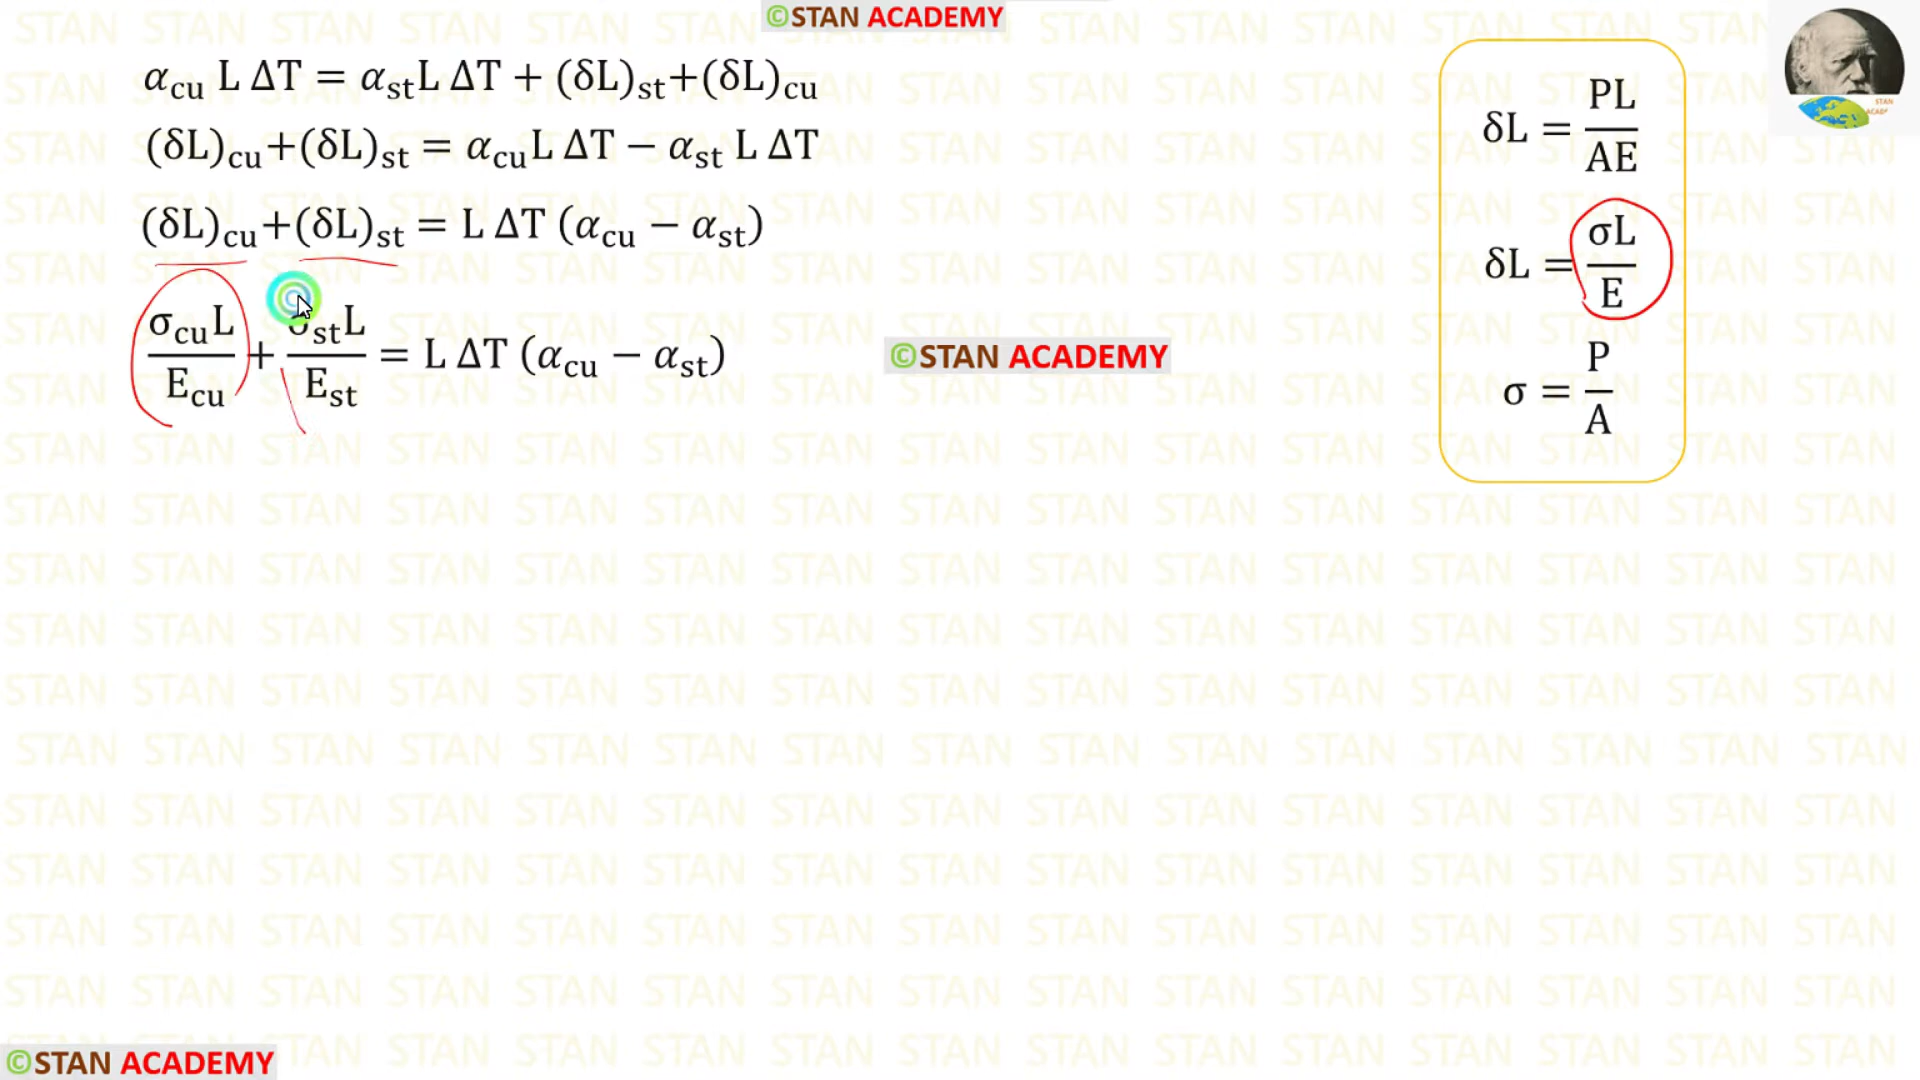 ©STAN ACADEMY
α_cu L ΔT = α_st L ΔT + (δL)_st+(δL)_cu
(δL)_cu+(δL)_st = α_cu L ΔT − α_st L ΔT
(δL)_cu+(δL)_st = L ΔT (α_cu − α_st)
σ_cu L / E_cu + σ_st L / E_st = L ΔT (α_cu − α_st)
©STAN ACADEMY
δL = PL / AE
δL = σL / E
σ = P / A
©STAN ACADEMY